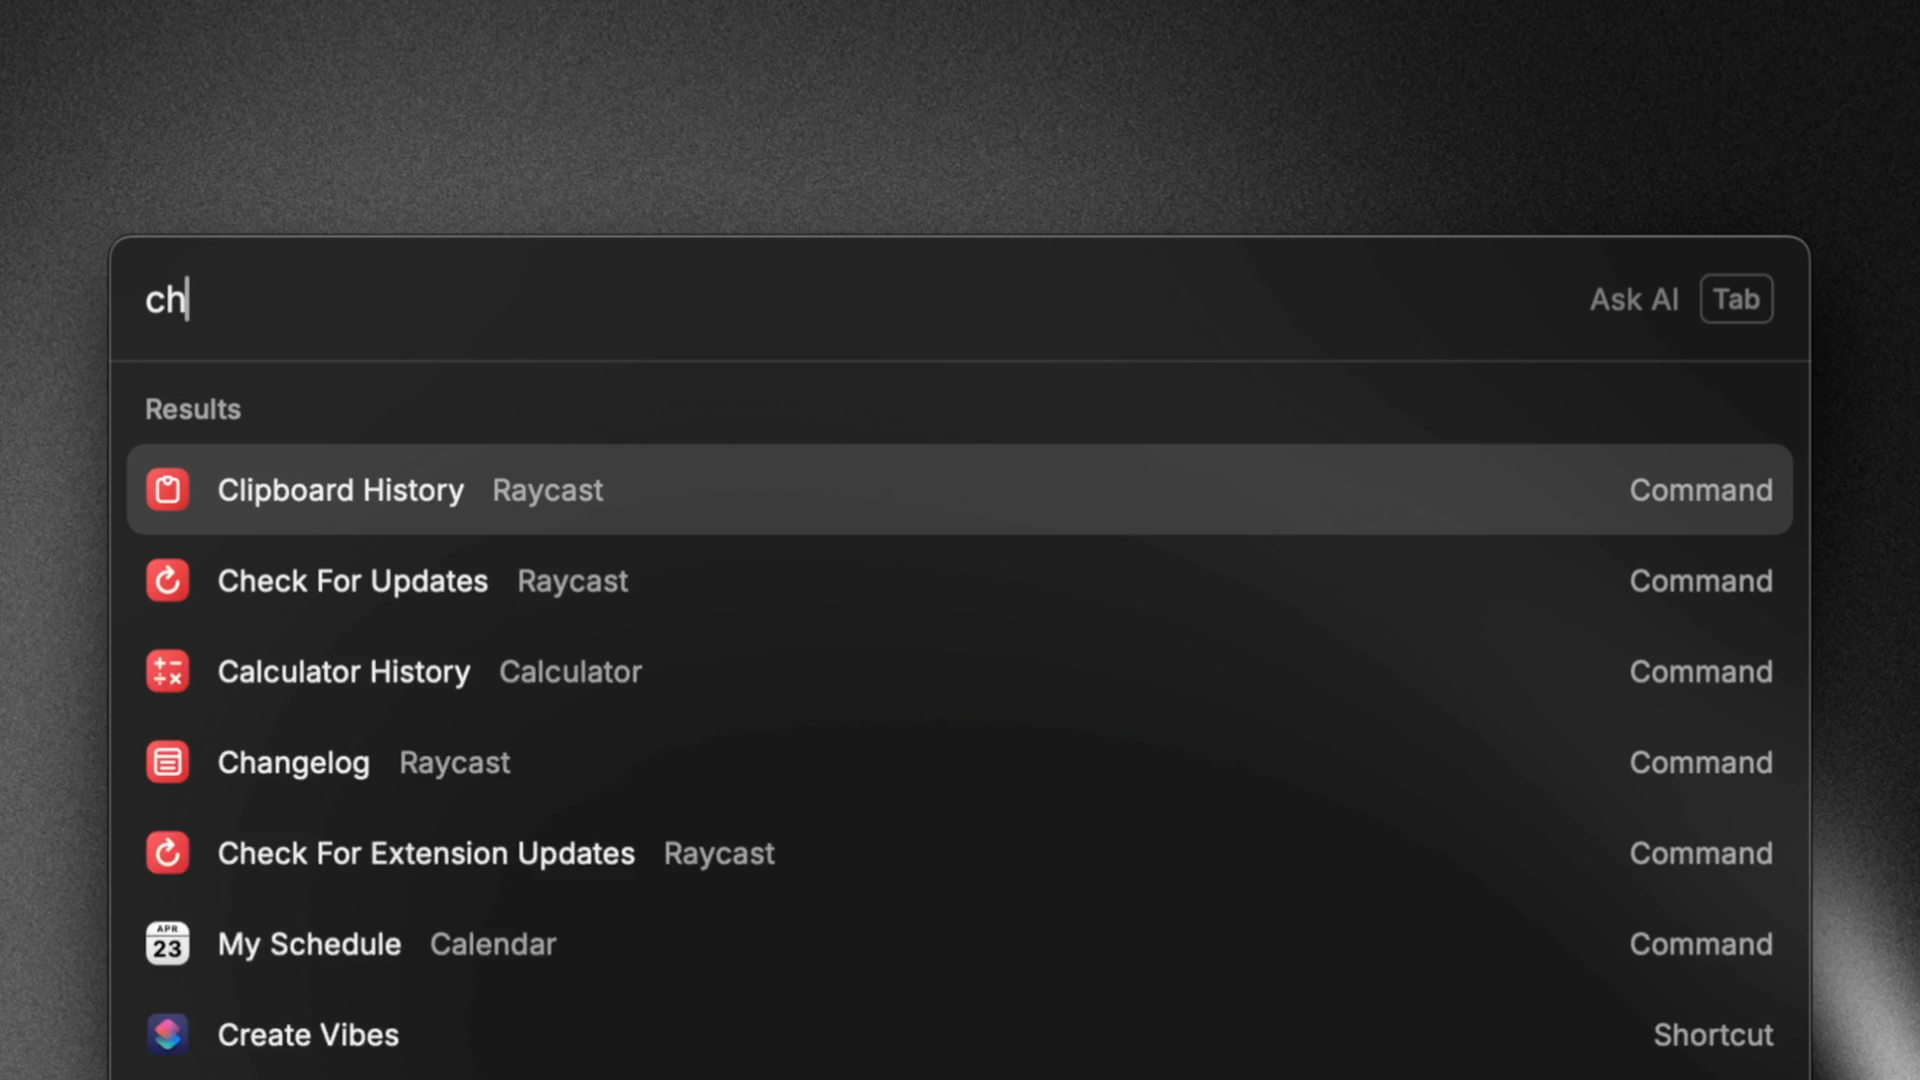 ch Ask AI Tab
Results
Clipboard History Raycast Command
Check For Updates Raycast Command
Calculator History Calculator Command
Changelog Raycast Command
Check For Extension Updates Raycast Command
APR
23 My Schedule Calendar Command
Create Vibes Shortcut